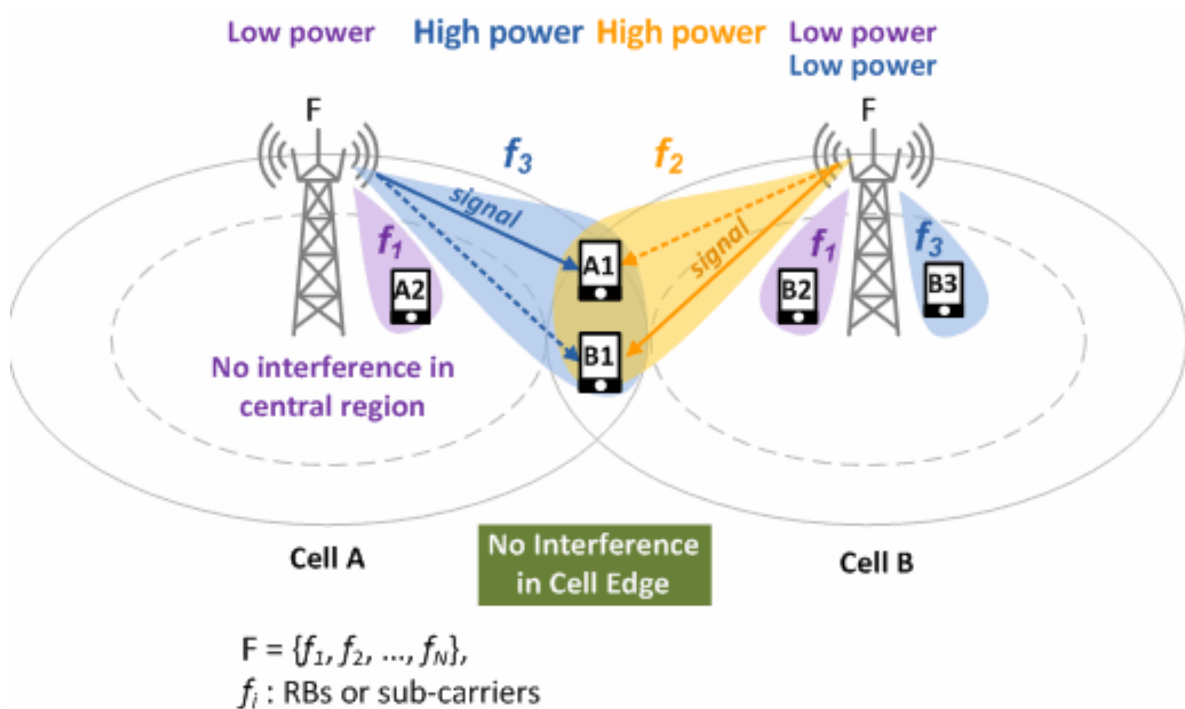 Low power
High power
High power
Low power
Low power
F
F
f3
f2
signal
signal
f1
A2
A1
B1
f1
B2
f3
B3
No interference in
central region
Cell A
No Interference
in Cell Edge
Cell B
F = {f1, f2, ..., fN},
fi : RBs or sub-carriers